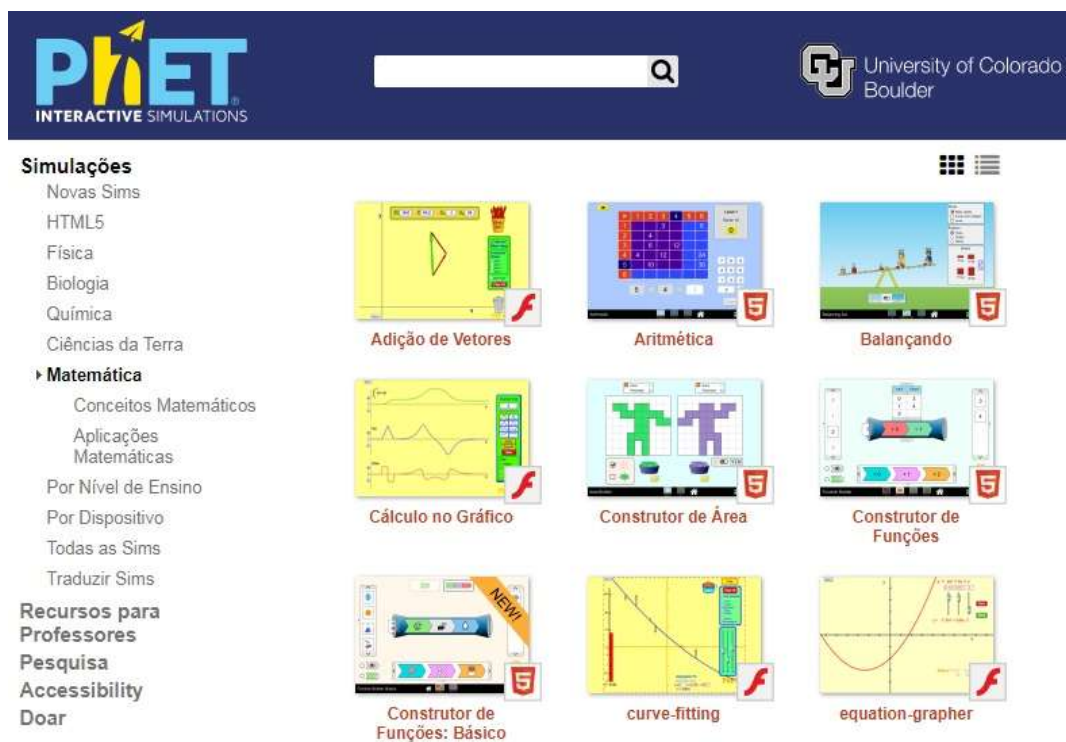 PhET
INTERACTIVE SIMULATIONS
University of Colorado
Boulder
Simulações
Novas Sims
HTML5
Física
Biologia
Química
Ciências da Terra
Matemática
Conceitos Matemáticos
Aplicações
Matemáticas
Por Nível de Ensino
Por Dispositivo
Todas as Sims
Traduzir Sims
Recursos para
Professores
Pesquisa
Accessibility
Doar
Adição de Vetores
Aritmética
Balançando
Cálculo no Gráfico
Construtor de Área
Construtor de
Funções
NEW!
Construtor de
Funções: Básico
curve-fitting
equation-grapher